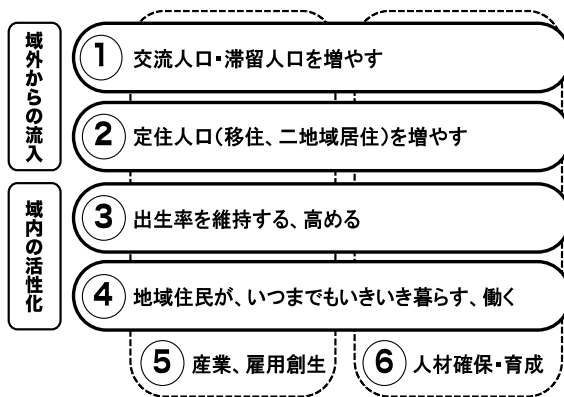 域外からの流入
1 交流人口・滞留人口を増やす
2 定住人口(移住、二地域居住)を増やす
域内の活性化
3 出生率を維持する、高める
4 地域住民が、いつまでもいきいき暮らす、働く
5 産業、雇用創生
6 人材確保・育成